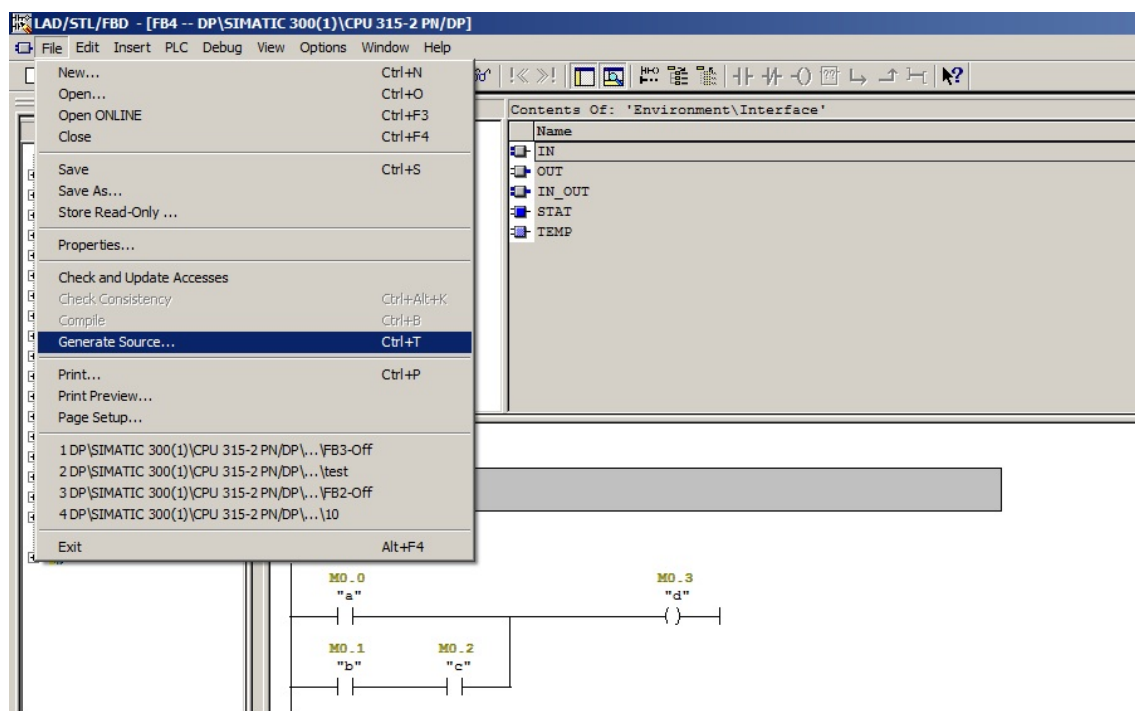 LAD/STL/FBD - [FB4 -- DP\SIMATIC 300(1)\CPU 315-2 PN/DP]
File Edit Insert PLC Debug View Options Window Help
New... Ctrl+N
Open... Ctrl+O
Open ONLINE Ctrl+F3
Close Ctrl+F4
Save Ctrl+S
Save As...
Store Read-Only ...
Properties...
Check and Update Accesses
Check Consistency Ctrl+Alt+K
Compile Ctrl+B
Generate Source... Ctrl+T
Print... Ctrl+P
Print Preview...
Page Setup...
1 DP\SIMATIC 300(1)\CPU 315-2 PN/DP\...\FB3-Off
2 DP\SIMATIC 300(1)\CPU 315-2 PN/DP\...\test
3 DP\SIMATIC 300(1)\CPU 315-2 PN/DP\...\FB2-Off
4 DP\SIMATIC 300(1)\CPU 315-2 PN/DP\...\10
Exit Alt+F4
Contents Of: 'Environment\Interface'
Name
IN
OUT
IN_OUT
STAT
TEMP
M0.0 M0.3
"a" "d"
M0.1 M0.2
"b" "c"